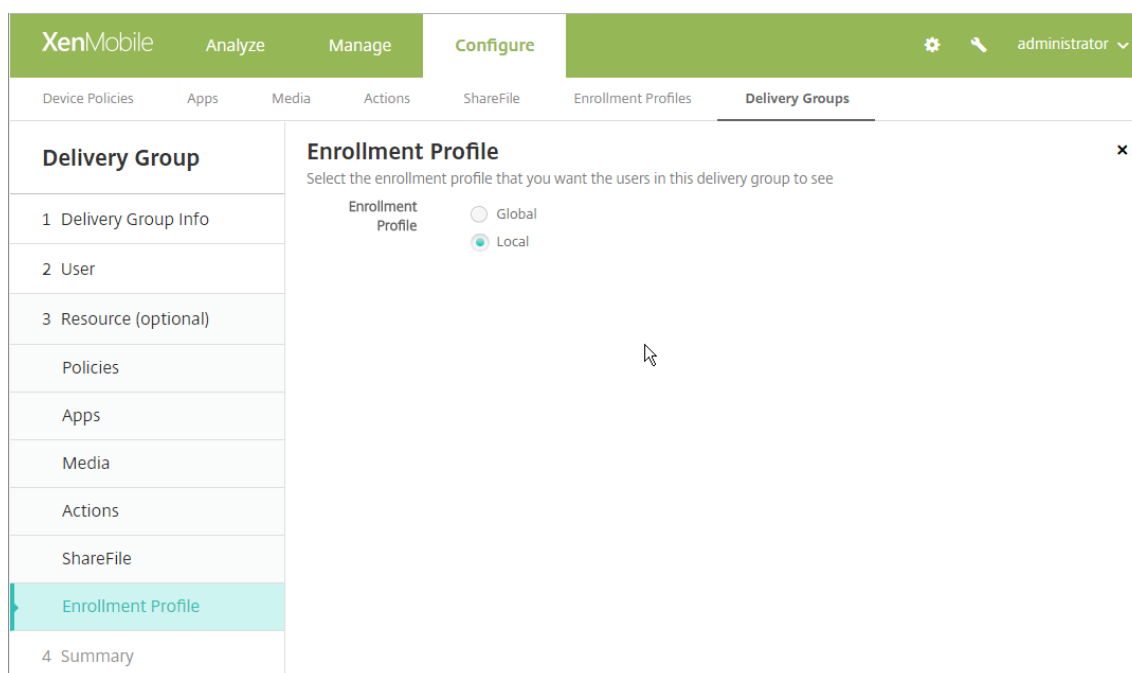 XenMobile Analyze Manage Configure administrator
Device Policies Apps Media Actions ShareFile Enrollment Profiles Delivery Groups
Delivery Group
1 Delivery Group Info
2 User
3 Resource (optional)
Policies
Apps
Media
Actions
ShareFile
Enrollment Profile
4 Summary
Enrollment Profile
Select the enrollment profile that you want the users in this delivery group to see
Enrollment
Profile
Global
Local